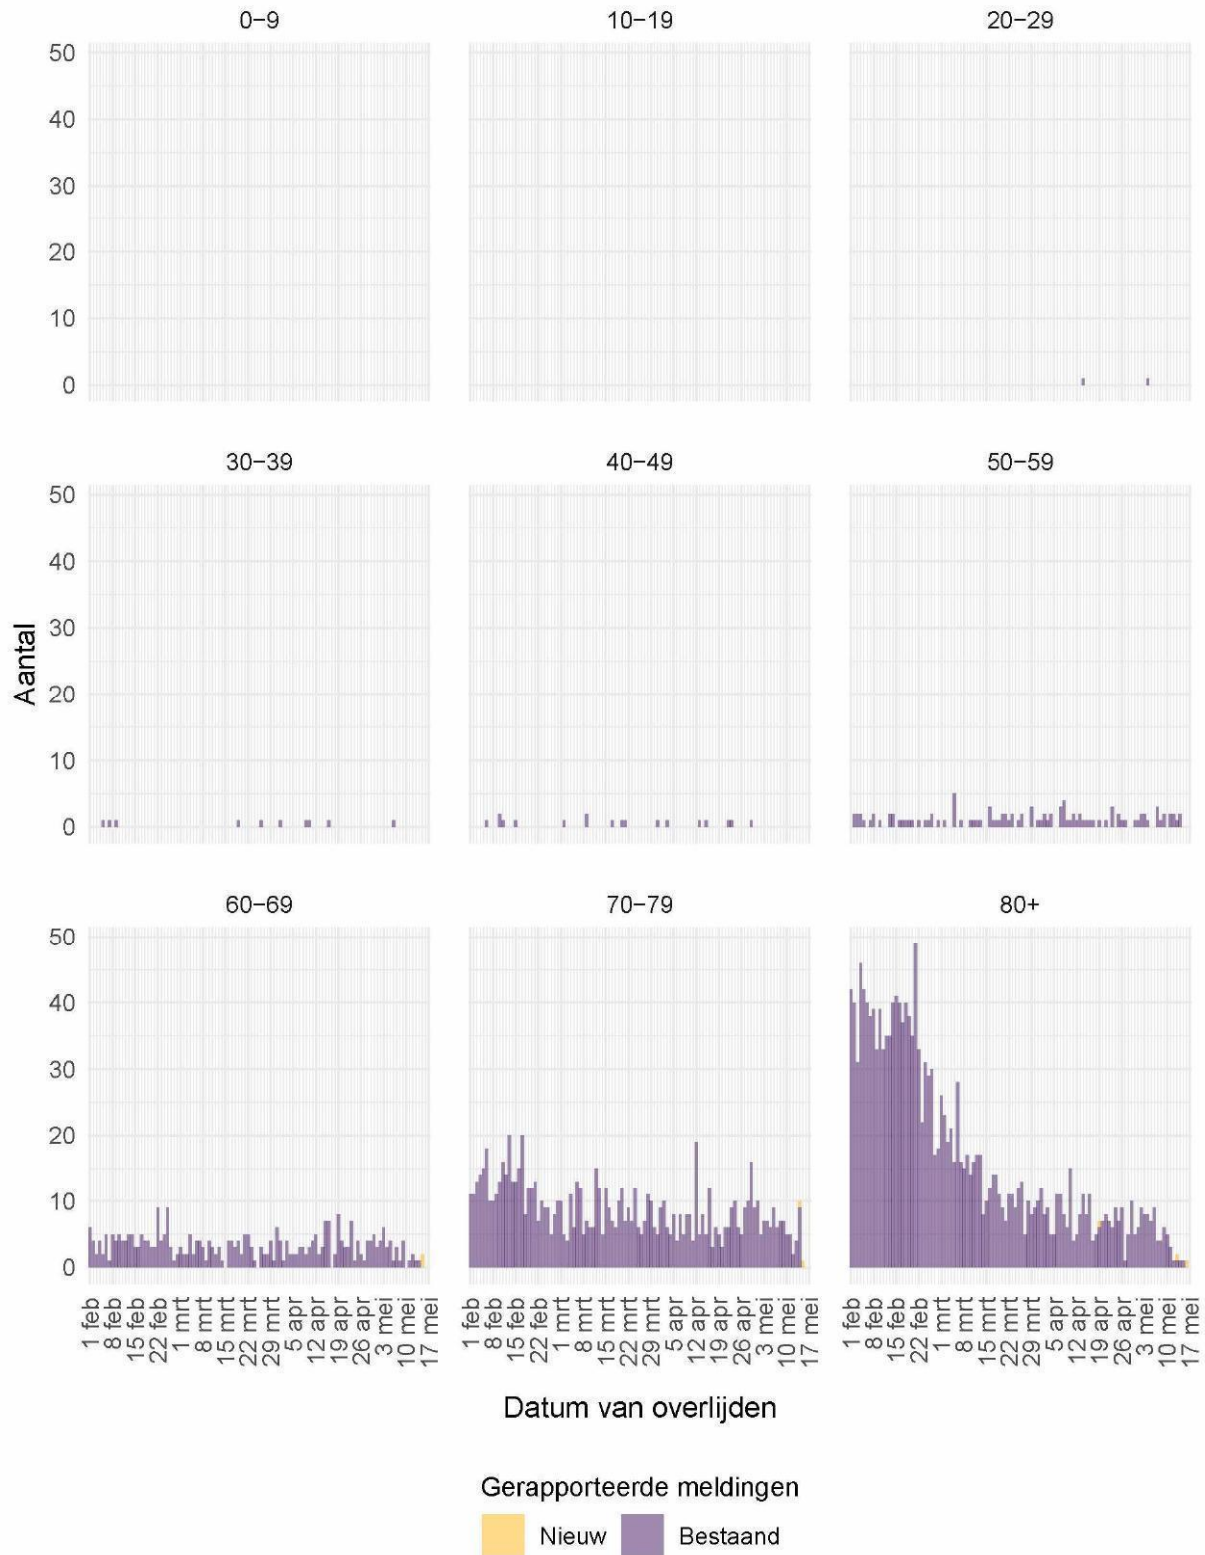 0−9 10−19 20−29
50
40
30
20
10
0
30−39 40−49 50−59
50
40
30
20
10
0
Aantal
60−69 70−79 80+
50
40
30
20
10
0
1 feb 8 feb 15 feb 22 feb 1 mrt 8 mrt 15 mrt 22 mrt 29 mrt 5 apr 12 apr 19 apr 26 apr 3 mei 10 mei 17 mei
1 feb 8 feb 15 feb 22 feb 1 mrt 8 mrt 15 mrt 22 mrt 29 mrt 5 apr 12 apr 19 apr 26 apr 3 mei 10 mei 17 mei
1 feb 8 feb 15 feb 22 feb 1 mrt 8 mrt 15 mrt 22 mrt 29 mrt 5 apr 12 apr 19 apr 26 apr 3 mei 10 mei 17 mei
Datum van overlijden
Gerapporteerde meldingen
Nieuw Bestaand